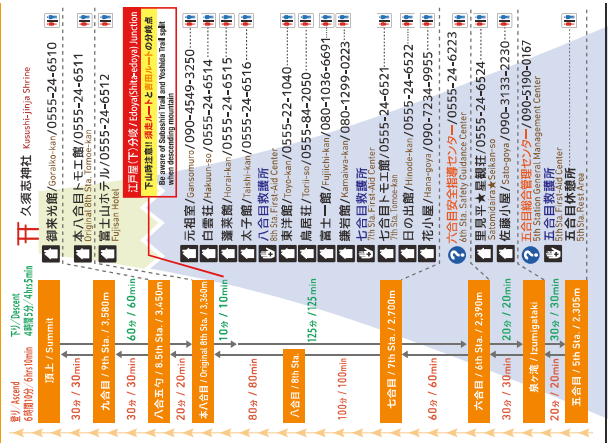 登り/Ascend
6時間10分/6hrs10min
下り/Descent
4時間5分/4hrs5min
久須志神社 Kusushi-jinja Shrine
頂上/Summit
御来光館/Goraiko-kan/0555-24-6510
30分/30min
本八合目トモエ館/0555-24-6511
Original 8th Sta. Tomoe-kan
富士山ホテル/0555-24-6512
Fujisan Hotel
九合目/9th Sta./3,580m
30分/30min
60分/60min
江戸屋(下)分岐/Edoya(Shita-edoya) Junction
下山時注意!! 須走ルートと吉田ルートの分岐点
Be aware of Subashiri Trail and Yoshida Trail split
when descending mountain
八合五勺/8.5th Sta./3,450m
20分/20min
本八合目/Original 8th Sta./3,360m
10分/10min
元祖室/Gansomuro/090-4549-3250
白雲荘/Hakuun-so/0555-24-6514
蓬莱館/Horai-kan/0555-24-6515
太子館/Taishi-kan/0555-24-6516
八合目救護所
8th Sta. First-Aid Center
東洋館/Toyo-kan/0555-22-1040
鳥居荘/Torii-so/0555-84-2050
富士一館/Fujiichi-kan/080-1036-6691
鎌岩館/Kamaiwa-kan/080-1299-0223
七合目救護所
7th Sta. First-Aid Center
七合目トモエ館/0555-24-6521
7th Sta. Tomoe-kan
日の出館/Hinode-kan/0555-24-6522
花小屋/Hana-goya/090-7234-9955
80分/80min
125分/125min
八合目/8th Sta.
100分/100min
七合目/7th Sta./2,700m
60分/60min
六合目安全指導センター/0555-24-6223
6th Sta. Safety Guidance Center
里見平★星観荘/0555-24-6524
Satomidaira★Seikan-so
六合目/6th Sta./2,390m
佐藤小屋/Sato-goya/090-3133-2230
30分/30min
20分/20min
五合目総合管理センター/090-5190-0167
5th Station General Management Center
泉ヶ滝/Izumigataki
五合目救護所
5th Sta. First-Aid Center
20分/20min
30分/30min
五合目休憩所
5th Sta. Rest Area
五合目/5th Sta./2,305m